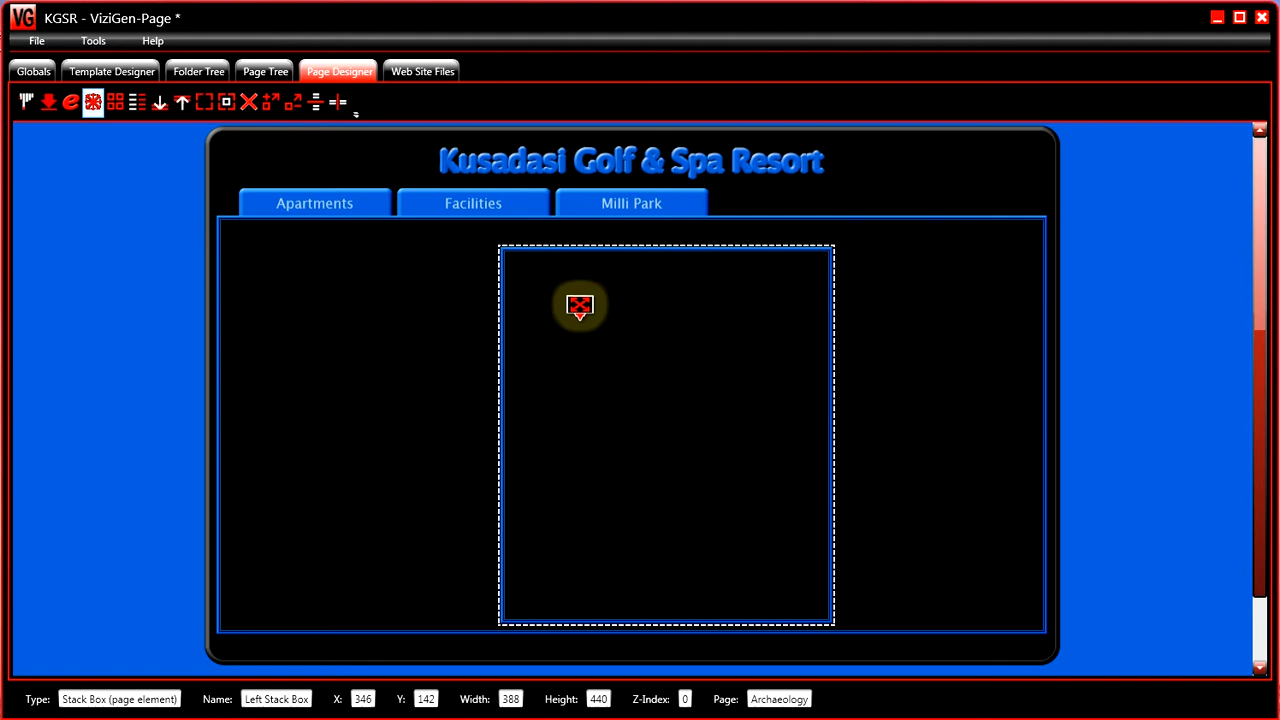 VG KGSR - ViziGen-Page *
File Tools Help
Globals Template Designer Folder Tree Page Tree Page Designer Web Site Files
Kusadasi Golf & Spa Resort
Apartments Facilities Milli Park
Type: Stack Box (page element) Name: Left Stack Box X: 346 Y: 142 Width: 388 Height: 440 Z-Index: 0 Page: Archaeology